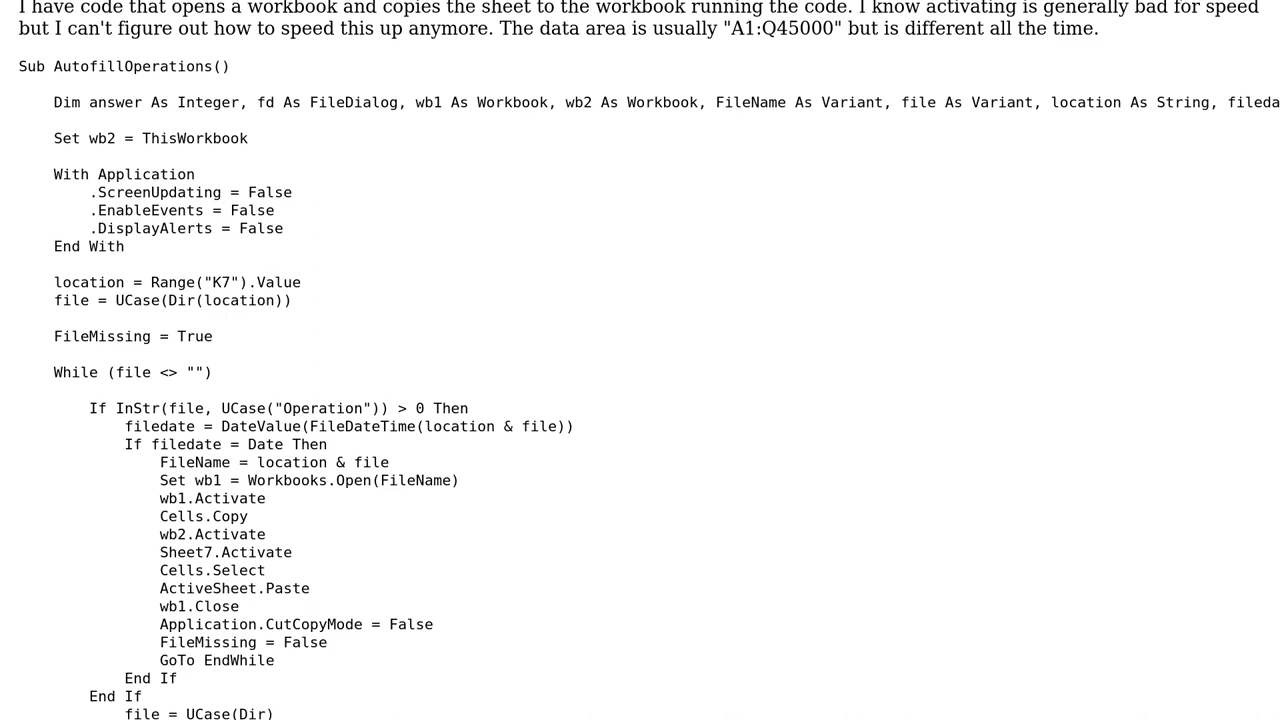 I have code that opens a workbook and copies the sheet to the workbook running the code. I know activating is generally bad for speed
but I can't figure out how to speed this up anymore. The data area is usually "A1:Q45000" but is different all the time.
Sub AutofillOperations()
Dim answer As Integer, fd As FileDialog, wb1 As Workbook, wb2 As Workbook, FileName As Variant, file As Variant, location As String, fileda
Set wb2 = ThisWorkbook
With Application
.ScreenUpdating = False
.EnableEvents = False
.DisplayAlerts = False
End With
location = Range("K7").Value
file = UCase(Dir(location))
FileMissing = True
While (file <> "")
If InStr(file, UCase("Operation")) > 0 Then
filedate = DateValue(FileDateTime(location & file))
If filedate = Date Then
FileName = location & file
Set wb1 = Workbooks.Open(FileName)
wb1.Activate
Cells.Copy
wb2.Activate
Sheet7.Activate
Cells.Select
ActiveSheet.Paste
wb1.Close
Application.CutCopyMode = False
FileMissing = False
GoTo EndWhile
End If
End If
file = UCase(Dir)